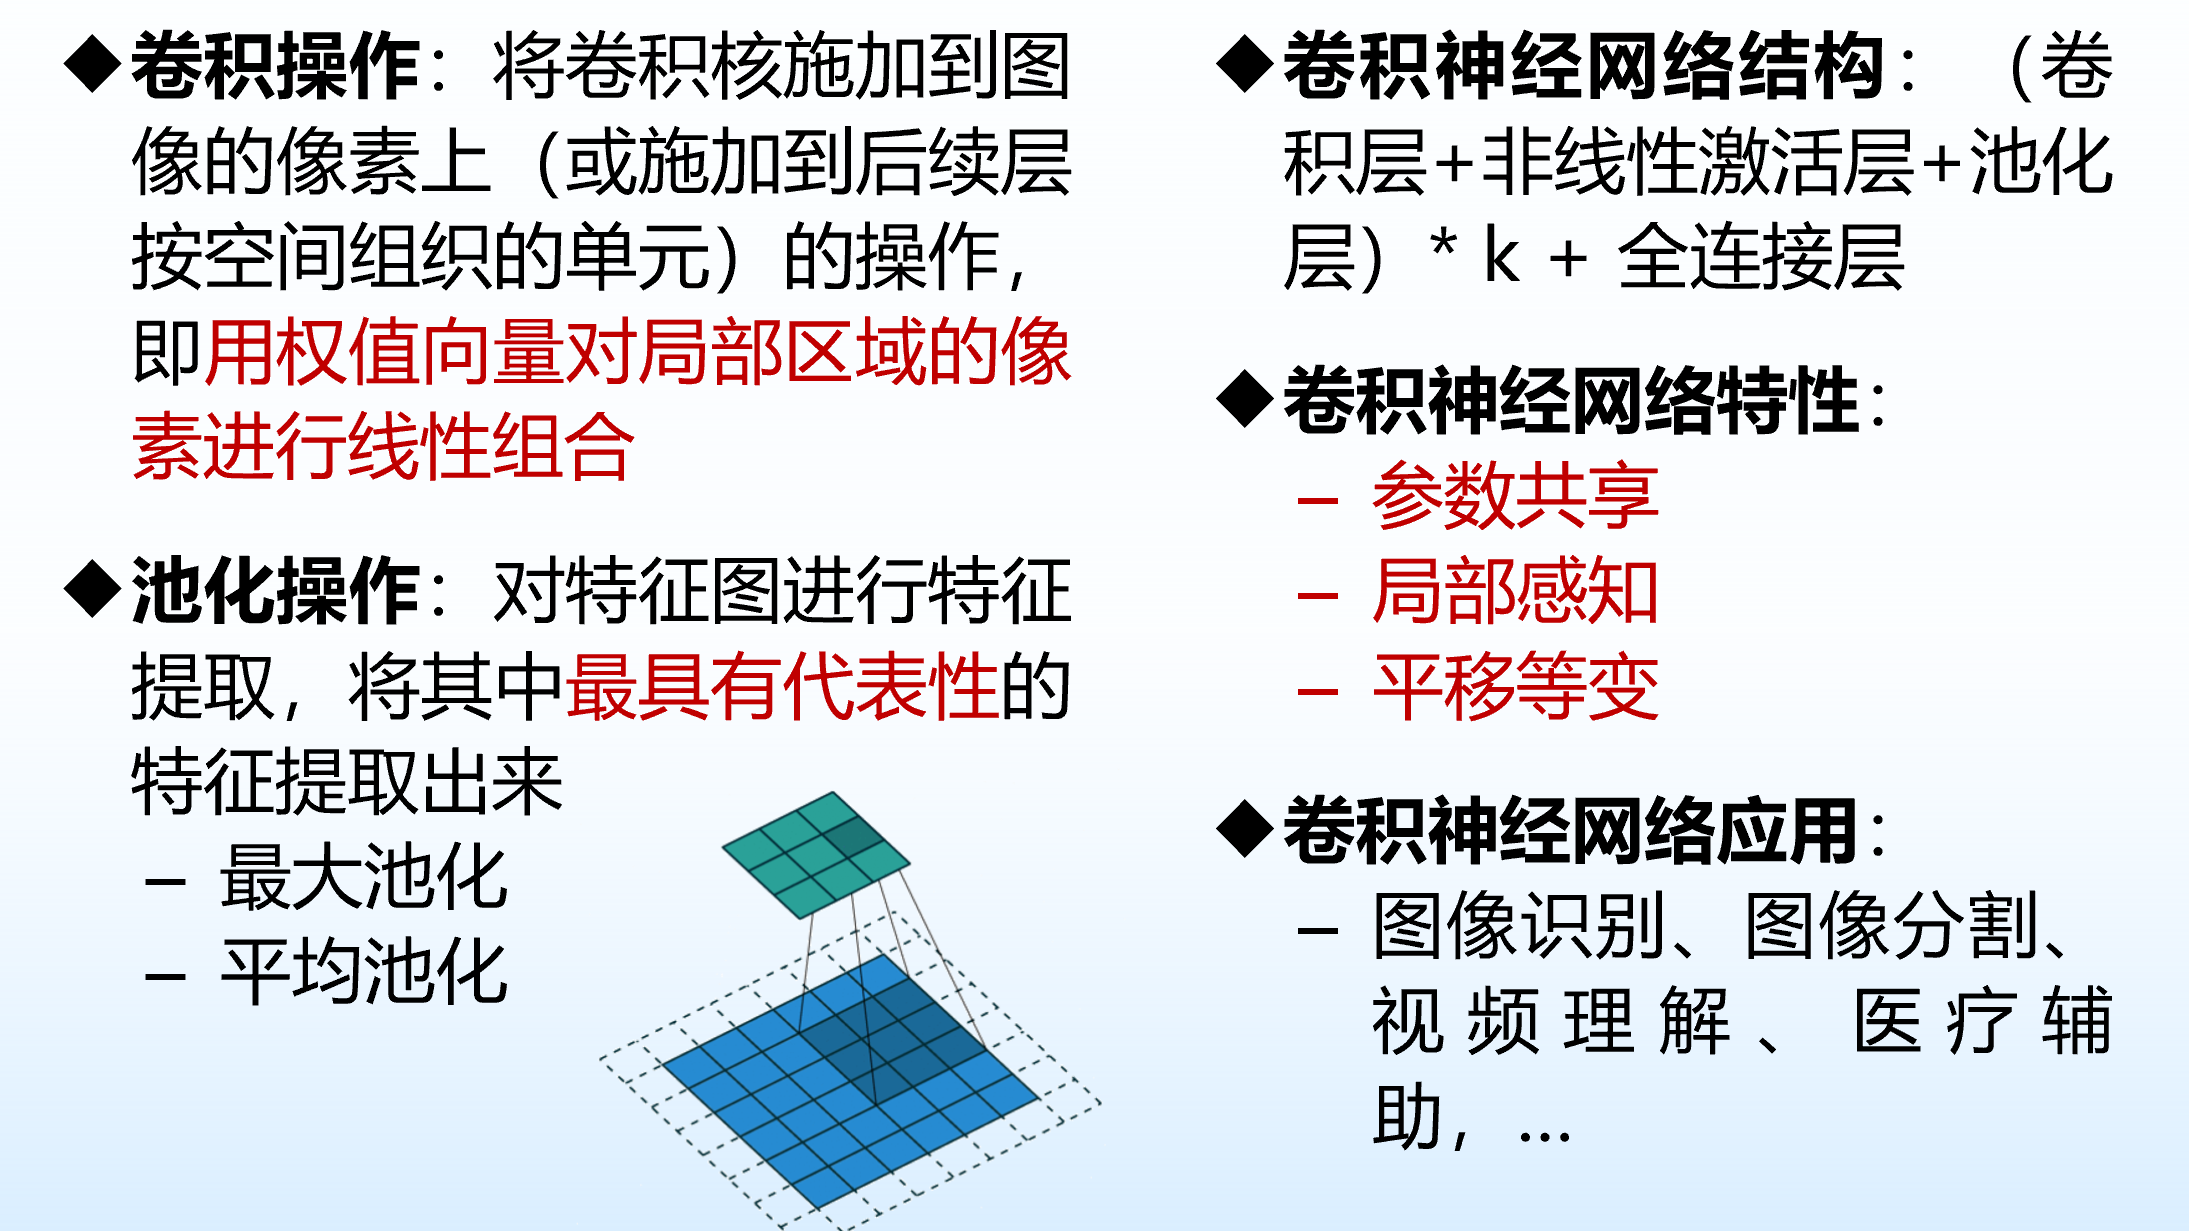 ◆卷积操作：将卷积核施加到图
像的像素上（或施加到后续层
按空间组织的单元）的操作，
即用权值向量对局部区域的像
素进行线性组合
◆池化操作：对特征图进行特征
提取，将其中最具有代表性的
特征提取出来
– 最大池化
– 平均池化
◆卷积神经网络结构：（卷
积层+非线性激活层+池化
层）* k + 全连接层
◆卷积神经网络特性：
– 参数共享
– 局部感知
– 平移等变
◆卷积神经网络应用：
– 图像识别、图像分割、
视频理解、医疗辅
助，…